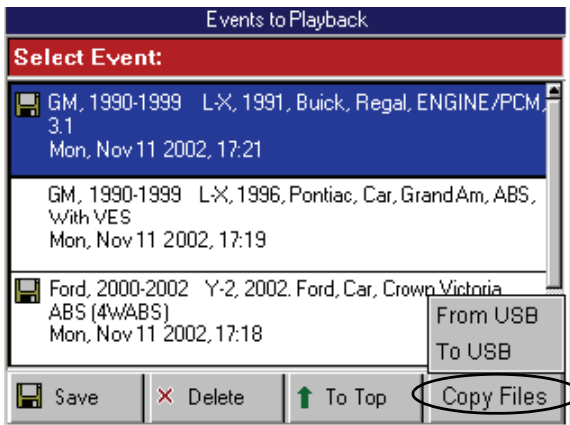 Events to Playback
Select Event:
GM, 1990-1999 L-X, 1991, Buick, Regal, ENGINE/PCM,
3.1
Mon, Nov 11 2002, 17:21
GM, 1990-1999 L-X, 1996, Pontiac, Car, Grand Am, ABS,
With VES
Mon, Nov 11 2002, 17:19
Ford, 2000-2002 Y-2, 2002. Ford, Car, Crown Victoria
ABS (4WABS)
Mon, Nov 11 2002, 17:18
From USB
To USB
Save Delete To Top Copy Files